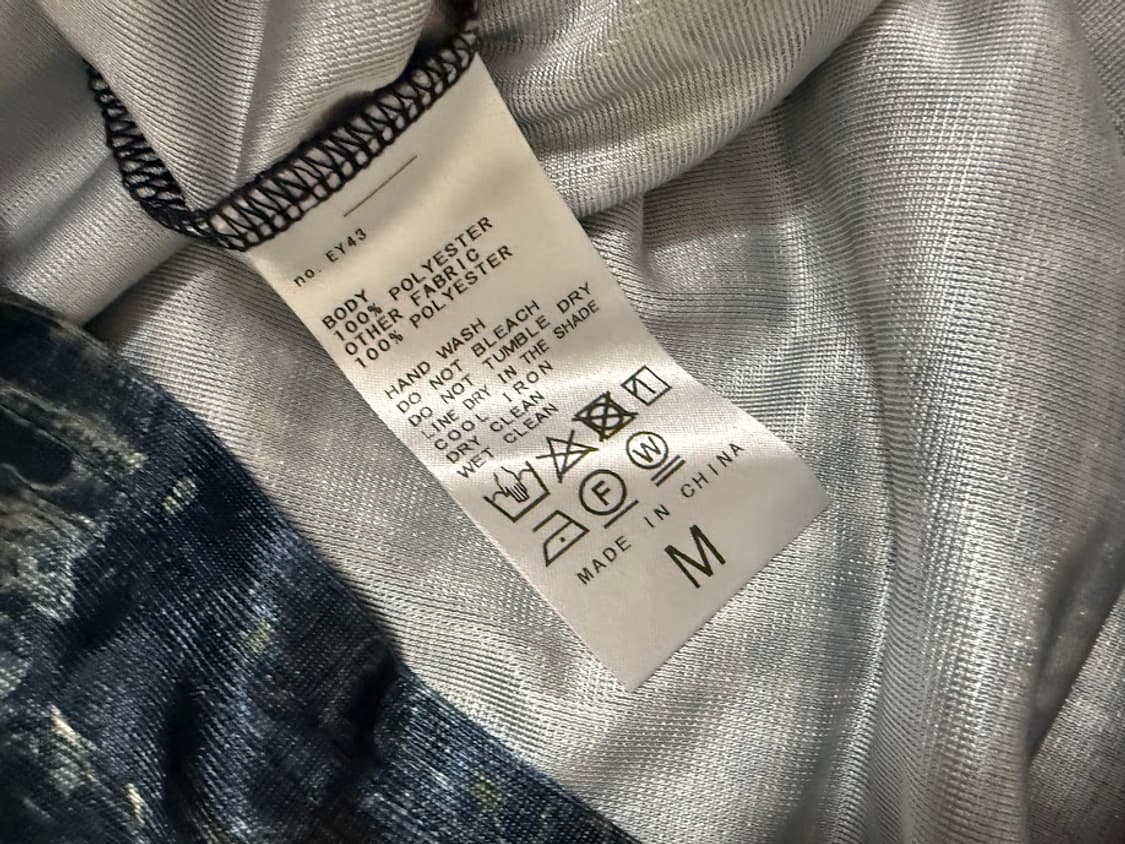 no. EY43
BODY
100% POLYESTER
OTHER FABRIC
100% POLYESTER
HAND WASH
DO NOT BLEACH
DO NOT TUMBLE DRY
LINE DRY IN THE SHADE
COOL IRON
DRY CLEAN
WET CLEAN
F
W
MADE IN CHINA
M